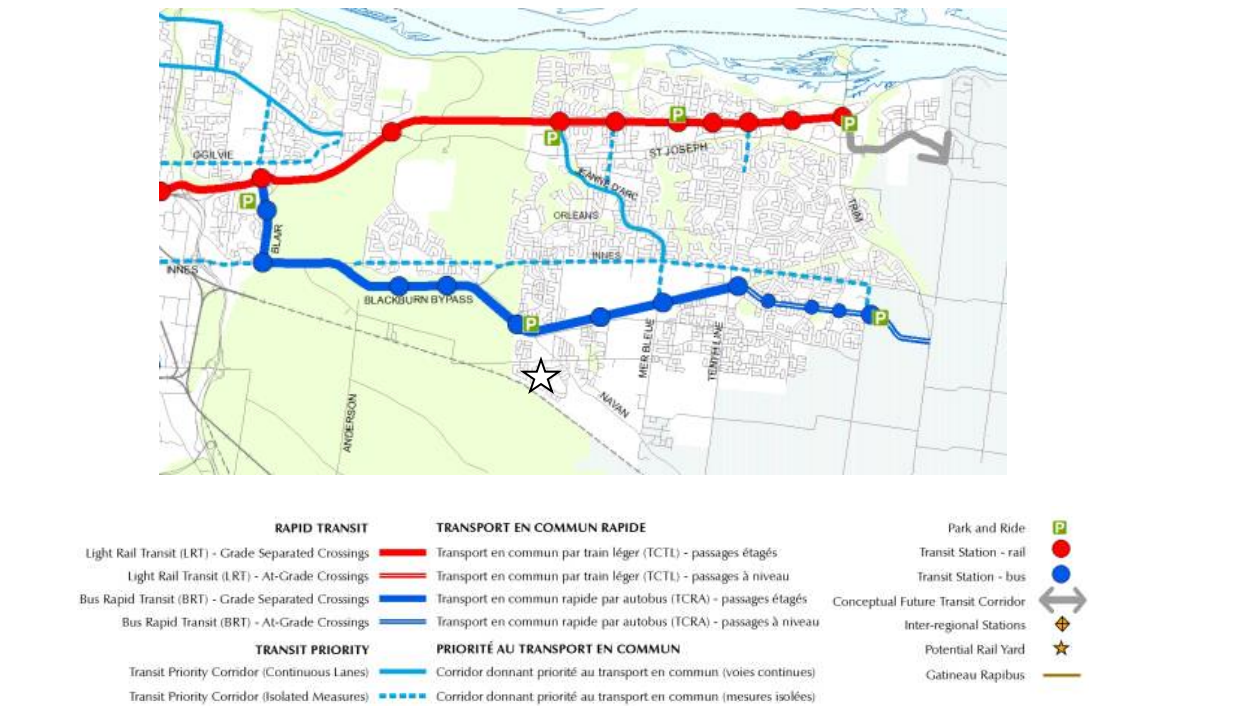 OGILVIE
ST JOSEPH
JEANNE D'ARC
ORLEANS
TRIM
BLAIR
INNES
INNES
BLACKBURN BYPASS
MER BLEUE
TENTH LINE
NAVAN
ANDERSON
P
P
P
P
P
P
RAPID TRANSIT TRANSPORT EN COMMUN RAPIDE
Light Rail Transit (LRT) - Grade Separated Crossings Transport en commun par train léger (TCTL) - passages étagés
Light Rail Transit (LRT) - At-Grade Crossings Transport en commun par train léger (TCTL) - passages à niveau
Bus Rapid Transit (BRT) - Grade Separated Crossings Transport en commun rapide par autobus (TCRA) - passages étagés
Bus Rapid Transit (BRT) - At-Grade Crossings Transport en commun rapide par autobus (TCRA) - passages à niveau
TRANSIT PRIORITY PRIORITÉ AU TRANSPORT EN COMMUN
Transit Priority Corridor (Continuous Lanes) Corridor donnant priorité au transport en commun (voies continues)
Transit Priority Corridor (Isolated Measures) Corridor donnant priorité au transport en commun (mesures isolées)
Park and Ride P
Transit Station - rail
Transit Station - bus
Conceptual Future Transit Corridor
Inter-regional Stations
Potential Rail Yard
Gatineau Rapibus